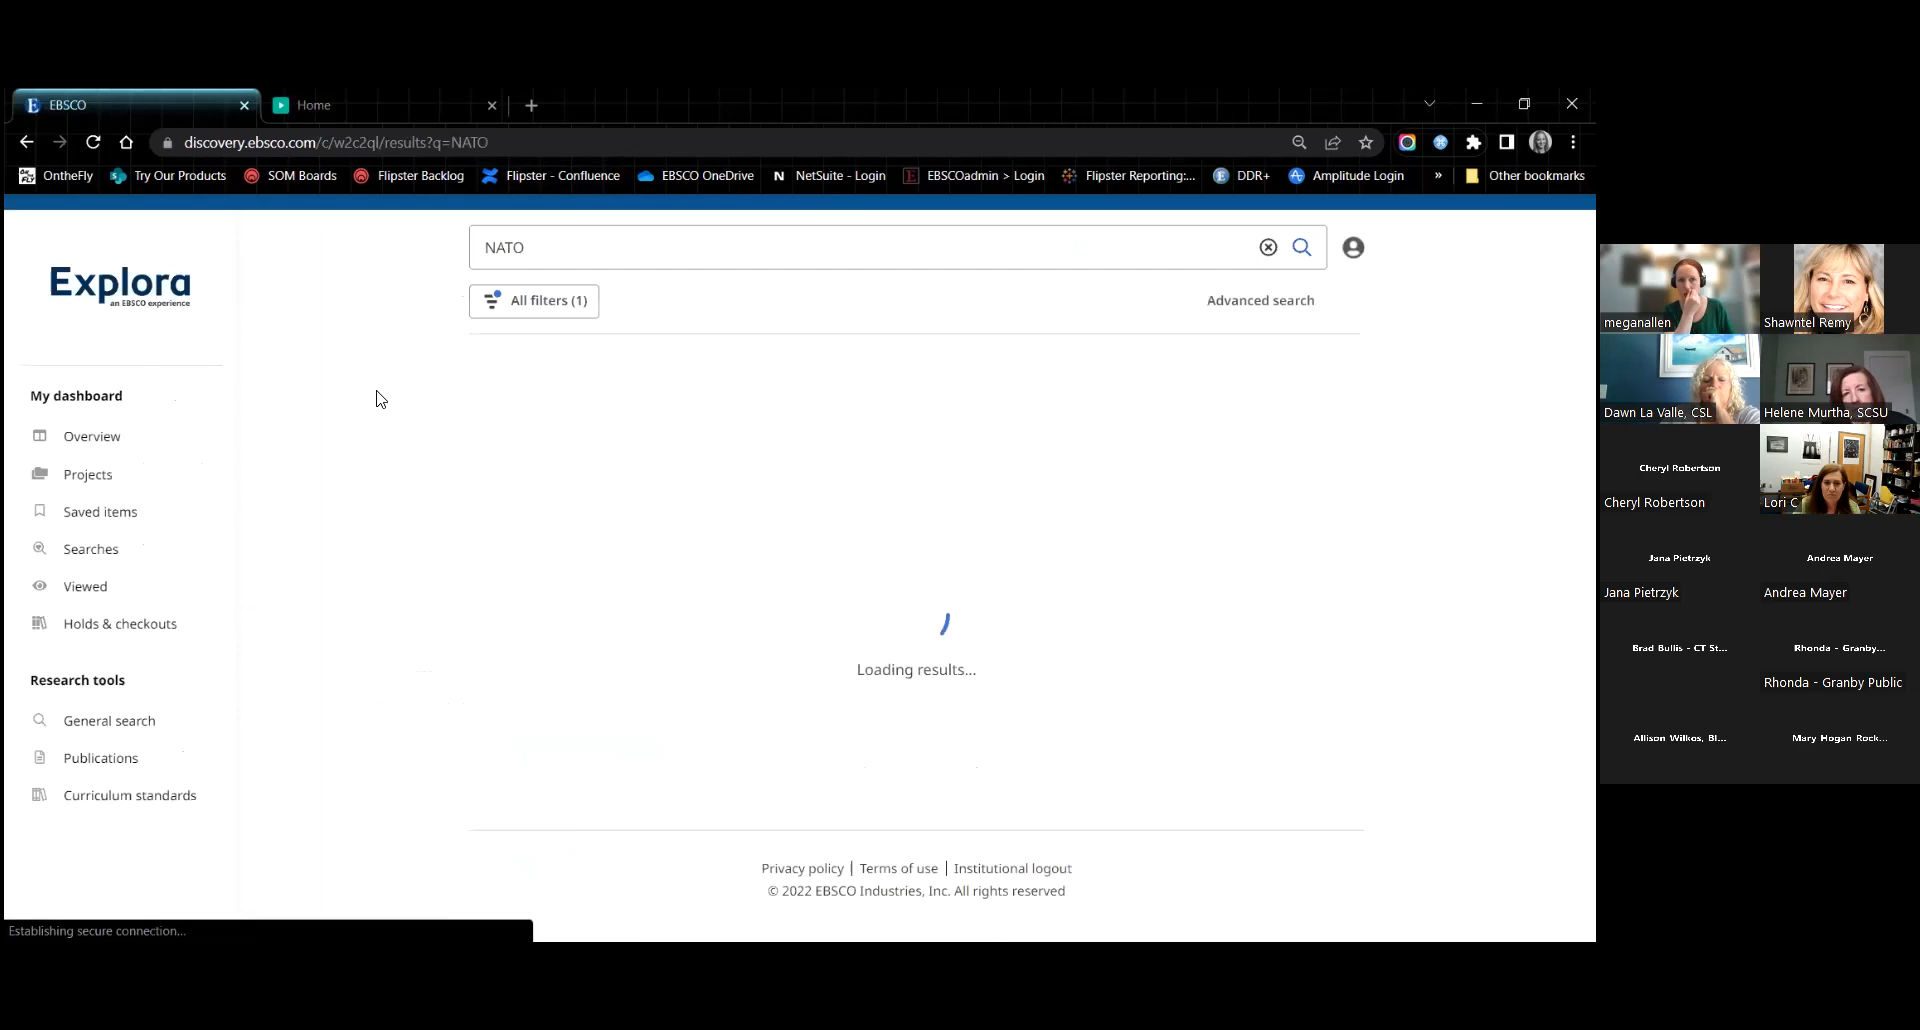 EBSCO
Home
discovery.ebsco.com/c/w2c2ql/results?q=NATO
OntheFly
Try Our Products
SOM Boards
Flipster Backlog
Flipster - Confluence
EBSCO OneDrive
NetSuite - Login
EBSCOadmin > Login
Flipster Reporting:...
DDR+
Amplitude Login
»
Other bookmarks
Explora
an EBSCO experience
NATO
All filters (1)
Advanced search
My dashboard
Overview
Projects
Saved items
Searches
Viewed
Holds & checkouts
Research tools
General search
Publications
Curriculum standards
Loading results...
Privacy policy | Terms of use | Institutional logout
© 2022 EBSCO Industries, Inc. All rights reserved
Establishing secure connection...
meganallen
Shawntel Remy
Dawn La Valle, CSL
Helene Murtha, SCSU
Cheryl Robertson
Cheryl Robertson
Lori C
Jana Pietrzyk
Jana Pietrzyk
Andrea Mayer
Andrea Mayer
Brad Bullis - CT St...
Rhonda - Granby...
Rhonda - Granby Public
Allison Wilkos, Bl...
Mary Hogan Rock...